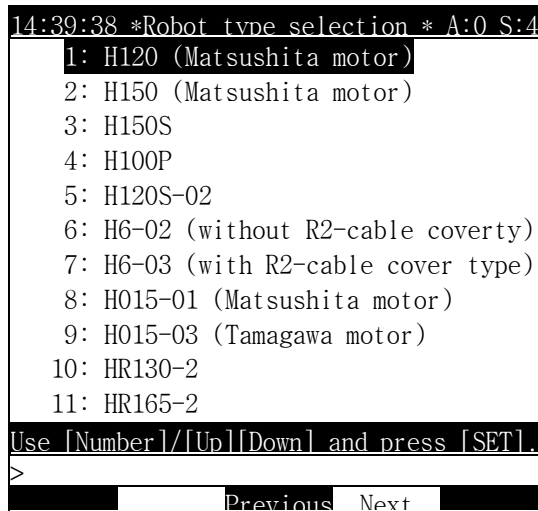 14:39:38 *Robot type selection * A:0 S:4
1: H120 (Matsushita motor)
2: H150 (Matsushita motor)
3: H150S
4: H100P
5: H120S-02
6: H6-02 (without R2-cable coverty)
7: H6-03 (with R2-cable cover type)
8: H015-01 (Matsushita motor)
9: H015-03 (Tamagawa motor)
10: HR130-2
11: HR165-2
Use [Number]/[Up][Down] and press [SET].
>
Previous Next